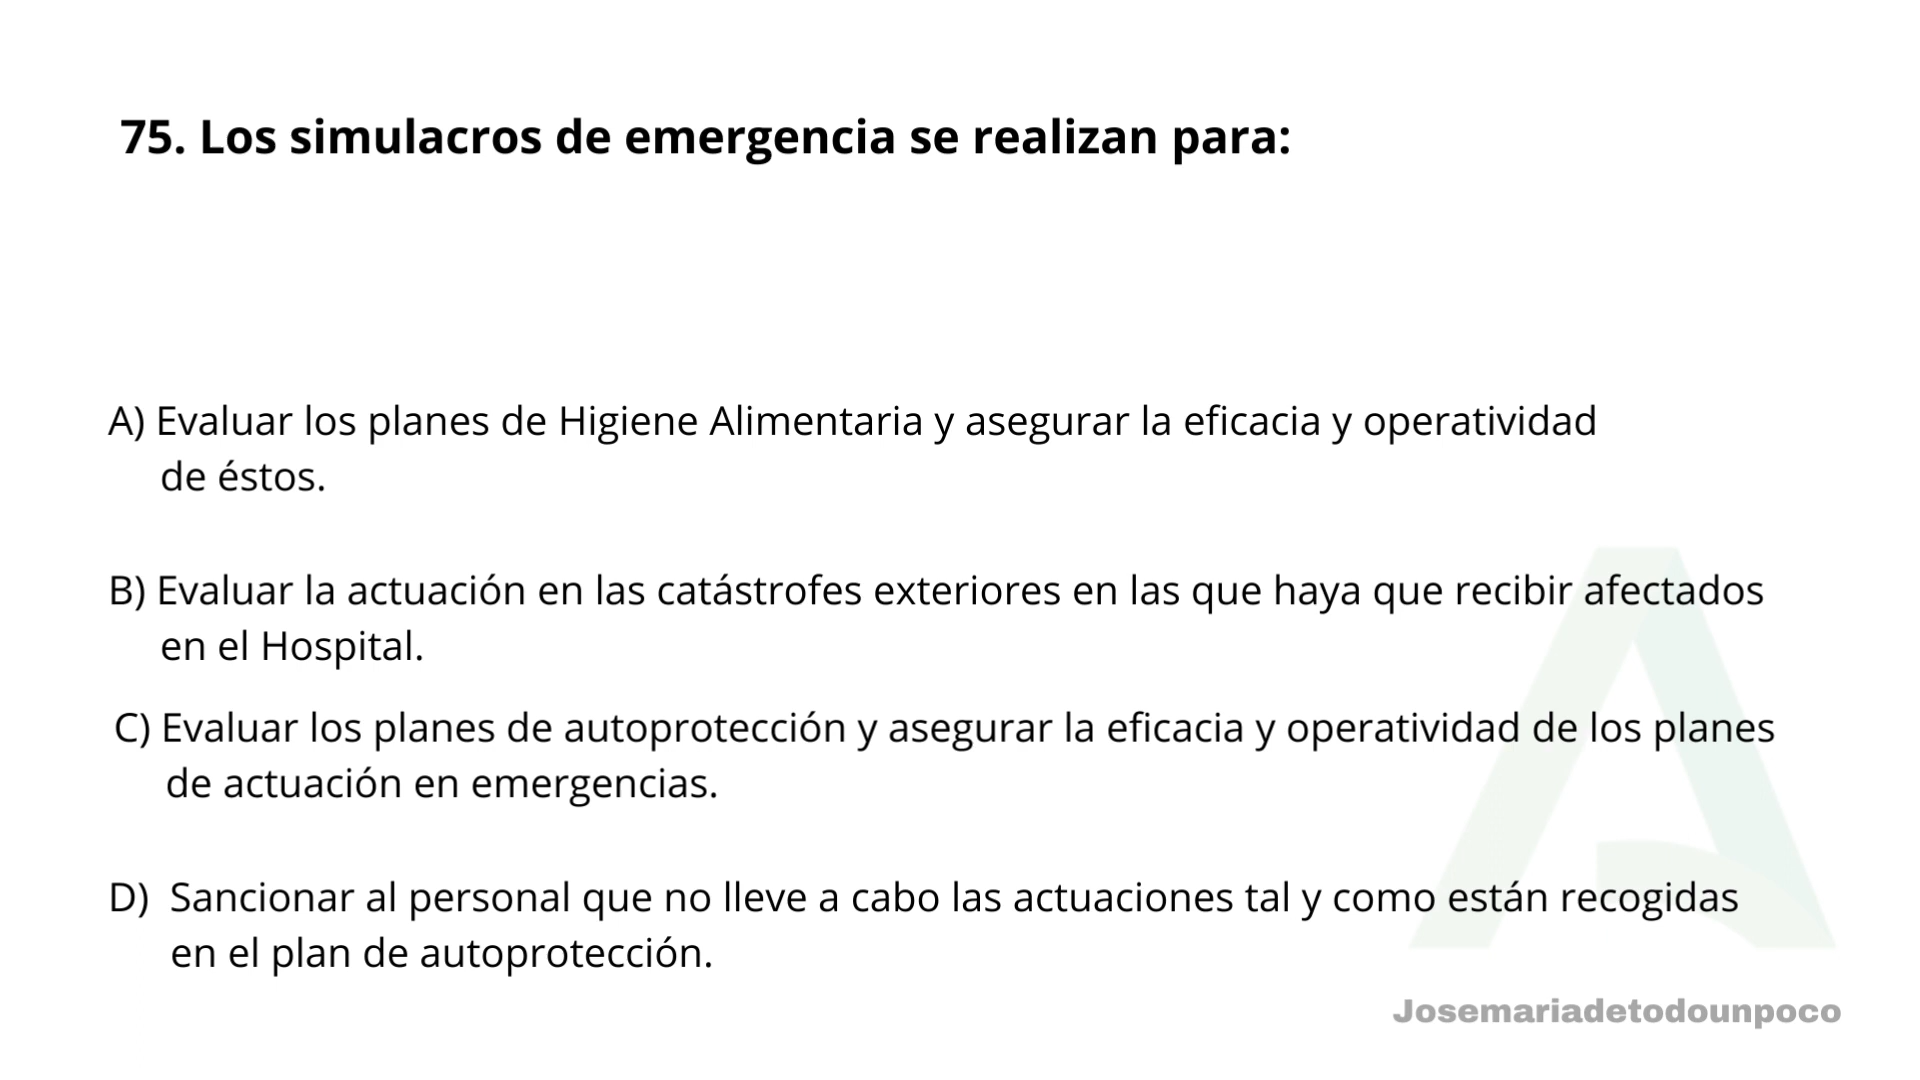 75. Los simulacros de emergencia se realizan para:
A) Evaluar los planes de Higiene Alimentaria y asegurar la eficacia y operatividad
de éstos.
B) Evaluar la actuación en las catástrofes exteriores en las que haya que recibir afectados
en el Hospital.
C) Evaluar los planes de autoprotección y asegurar la eficacia y operatividad de los planes
de actuación en emergencias.
D) Sancionar al personal que no lleve a cabo las actuaciones tal y como están recogidas
en el plan de autoprotección.
Josemariadetodounpoco